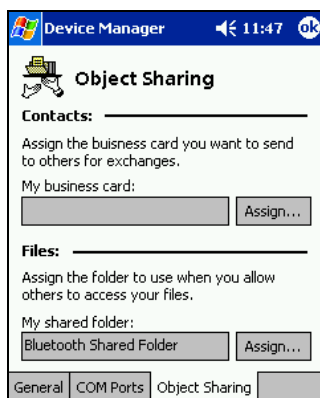 Device Manager 11:47 ok
Object Sharing
Contacts:
Assign the buisness card you want to send
to others for exchanges.
My business card:
Assign...
Files:
Assign the folder to use when you allow
others to access your files.
My shared folder:
Bluetooth Shared Folder Assign...
General COM Ports Object Sharing